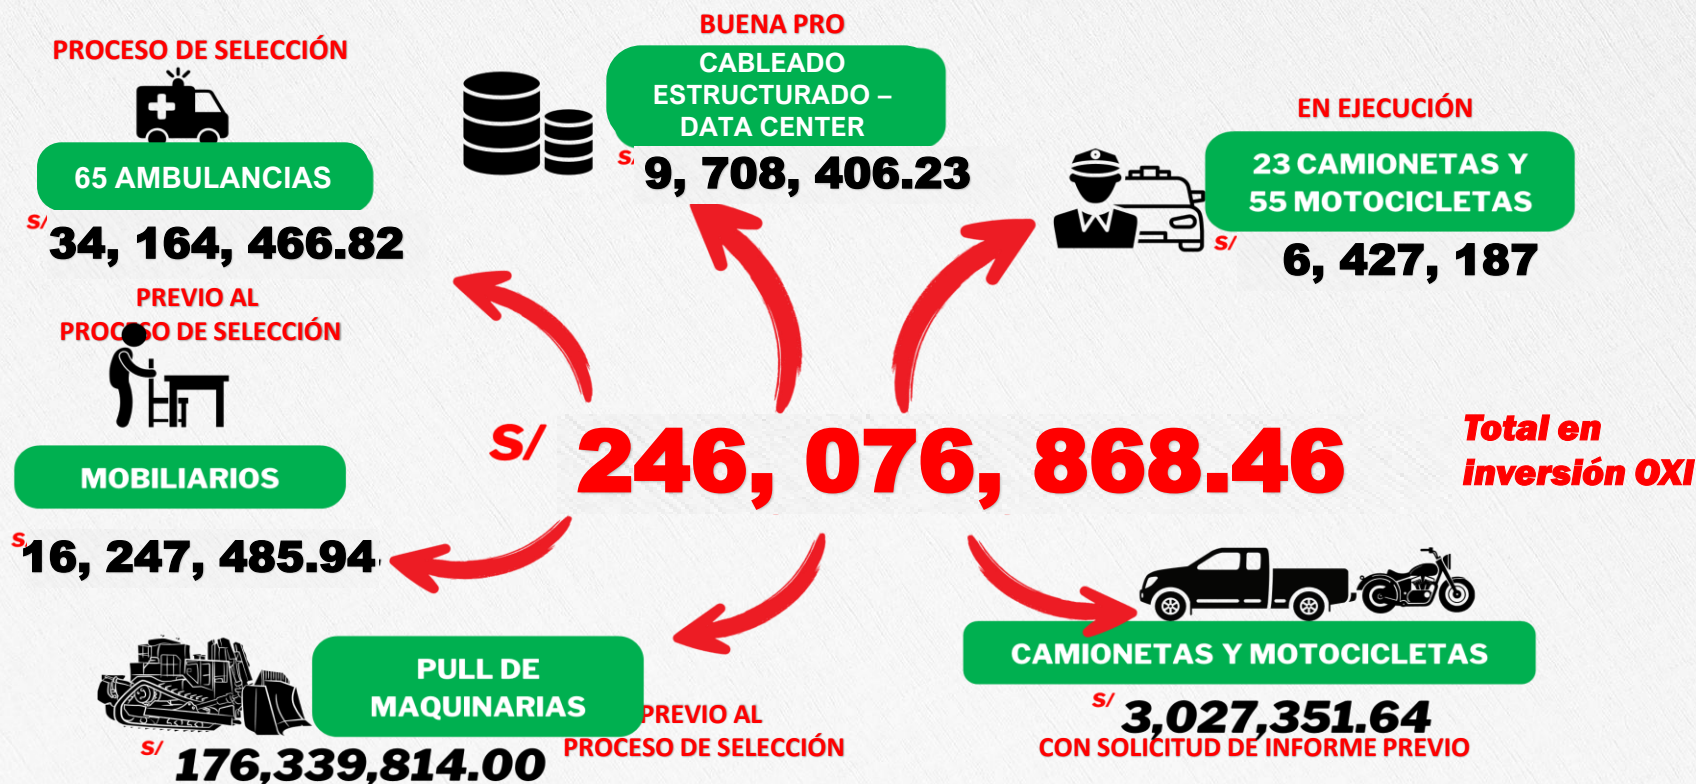 PROCESO DE SELECCIÓN
65 AMBULANCIAS
S/ 34, 164, 466.82
BUENA PRO
CABLEADO
ESTRUCTURADO –
DATA CENTER
S/ 9, 708, 406.23
EN EJECUCIÓN
23 CAMIONETAS Y
55 MOTOCICLETAS
S/ 6, 427, 187
PREVIO AL
PROCESO DE SELECCIÓN
MOBILIARIOS
S/ 16, 247, 485.94
S/ 246, 076, 868.46
Total en
inversión OXI
PULL DE
MAQUINARIAS
S/ 176,339,814.00
PREVIO AL
PROCESO DE SELECCIÓN
CAMIONETAS Y MOTOCICLETAS
S/ 3,027,351.64
CON SOLICITUD DE INFORME PREVIO